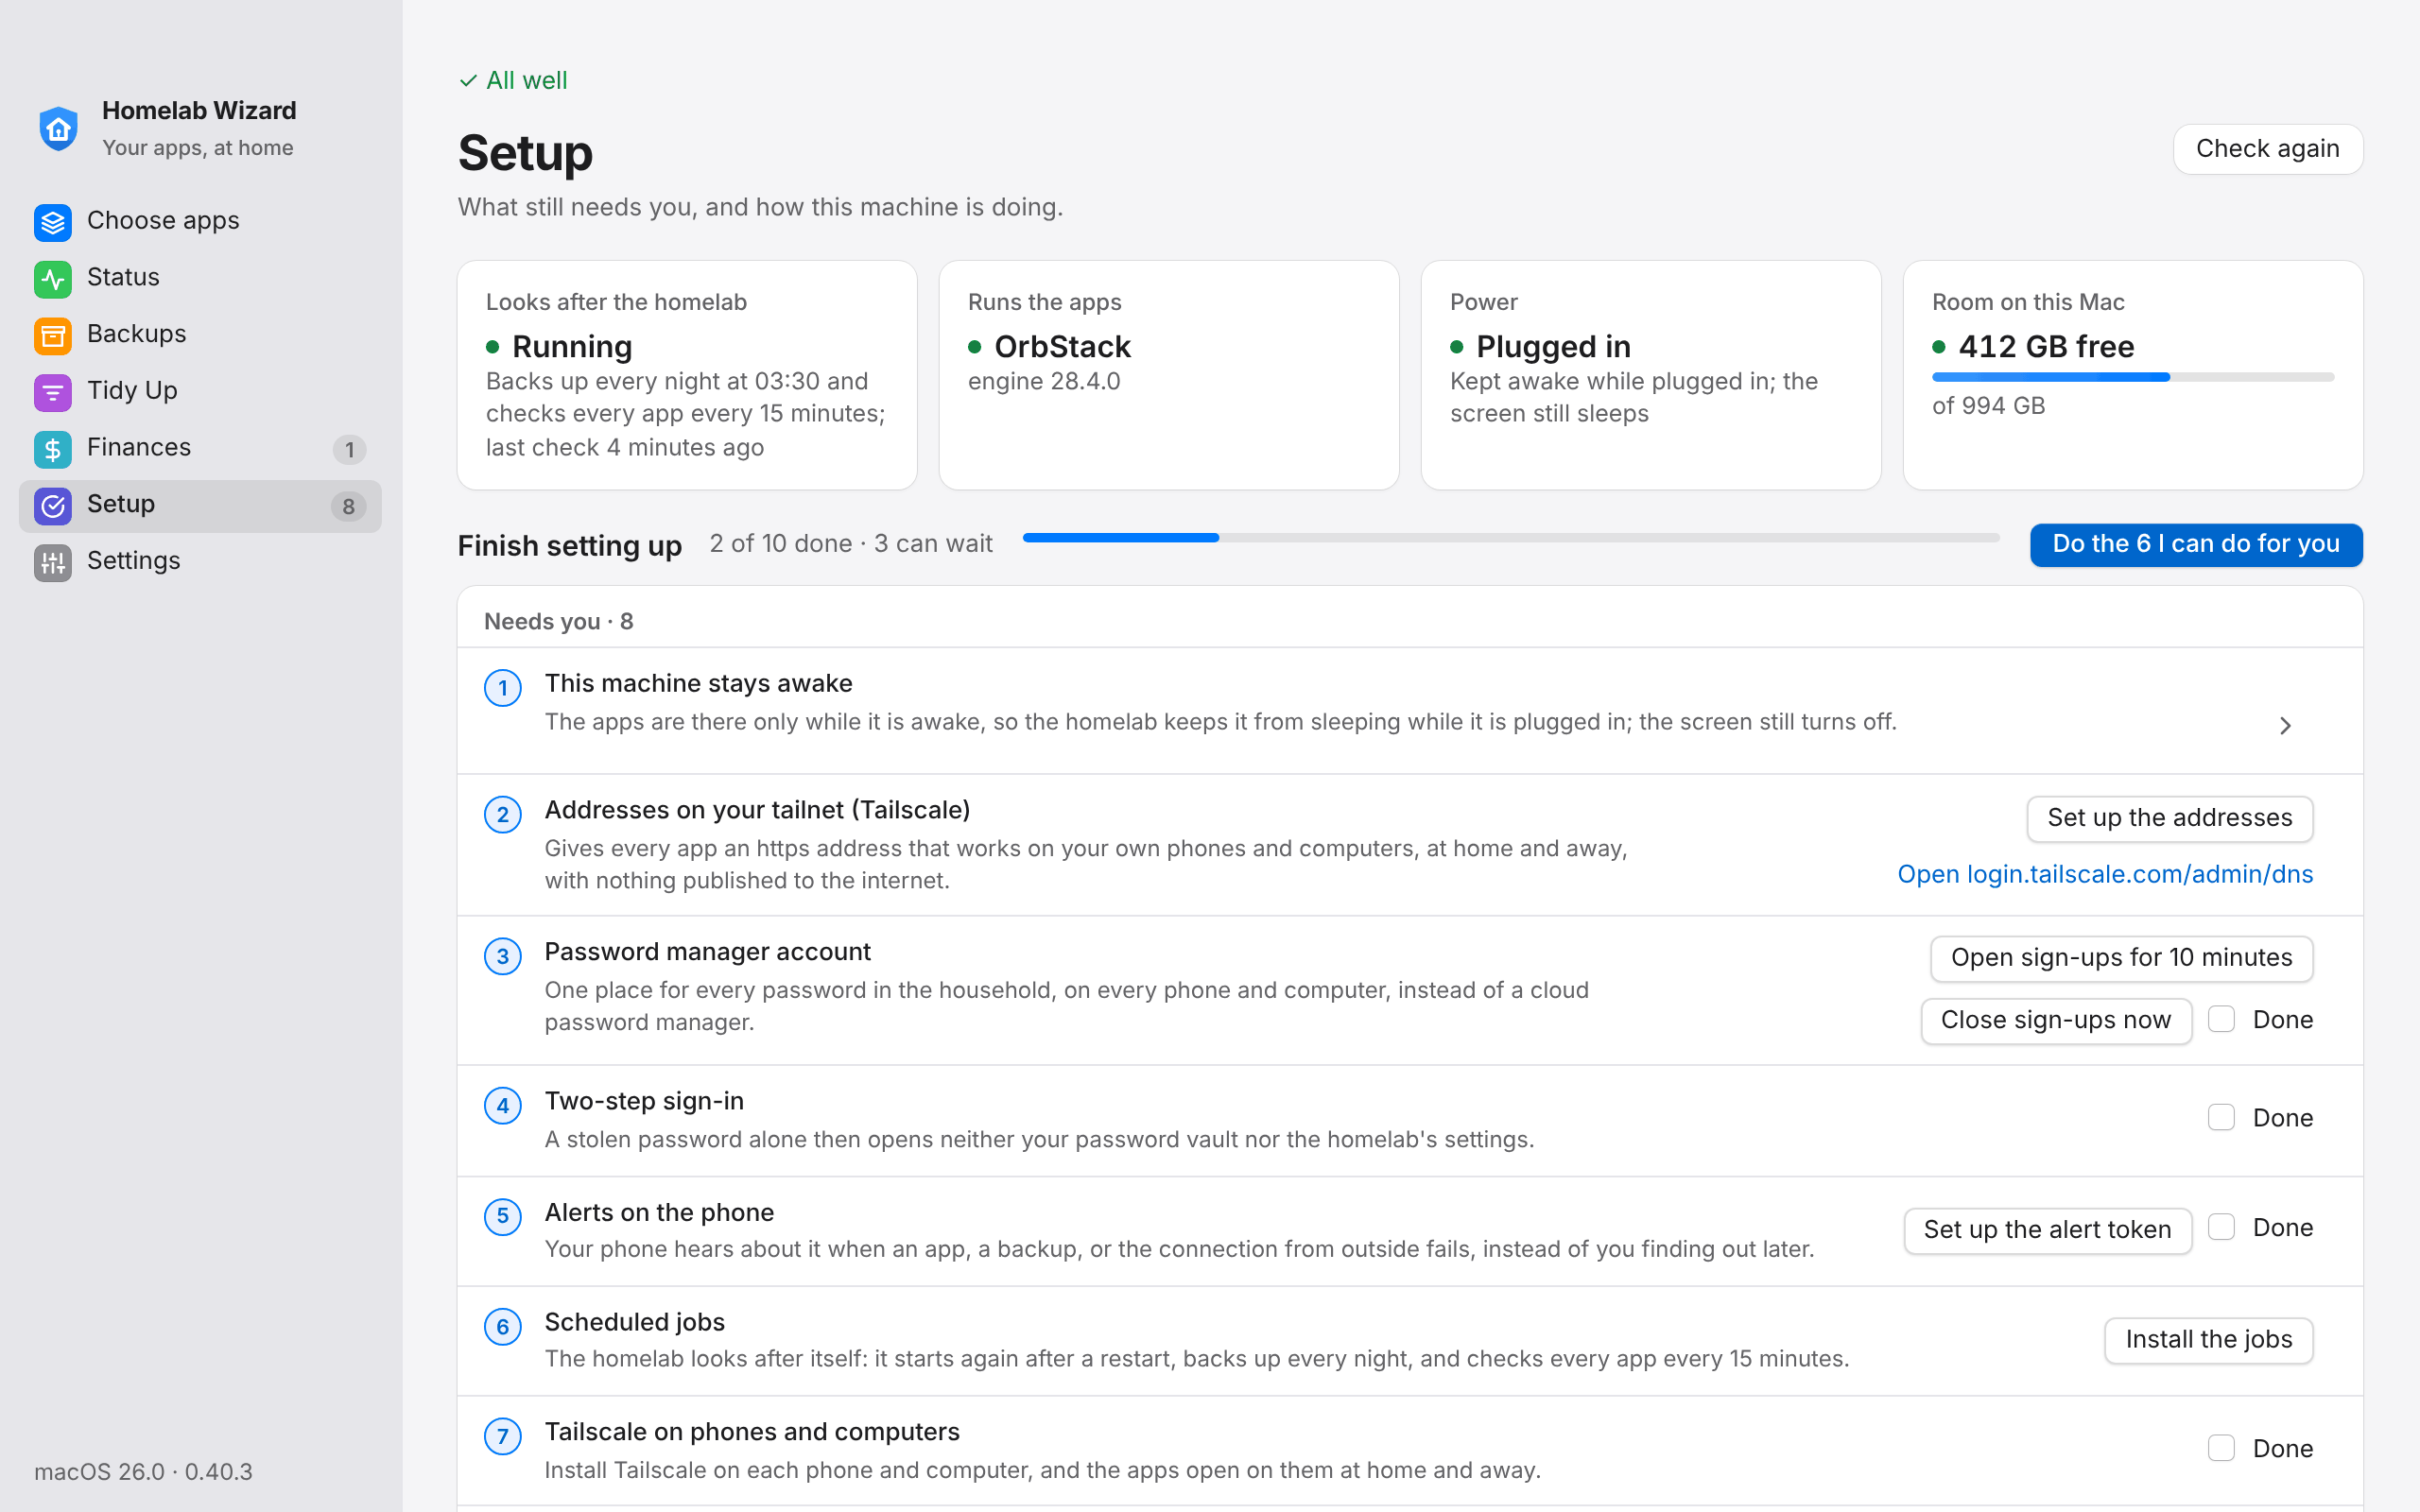 Homelab Wizard
Your apps, at home
Choose apps
Status
Backups
Tidy Up
Finances 1
Setup 8
Settings
macOS 26.0 · 0.40.3
All well
Setup
Check again
What still needs you, and how this machine is doing.
Looks after the homelab
Running
Backs up every night at 03:30 and
checks every app every 15 minutes;
last check 4 minutes ago
Runs the apps
OrbStack
engine 28.4.0
Power
Plugged in
Kept awake while plugged in; the
screen still sleeps
Room on this Mac
412 GB free
of 994 GB
Finish setting up 2 of 10 done · 3 can wait
Do the 6 I can do for you
Needs you · 8
1 This machine stays awake
The apps are there only while it is awake, so the homelab keeps it from sleeping while it is plugged in; the screen still turns off.
2 Addresses on your tailnet (Tailscale)
Gives every app an https address that works on your own phones and computers, at home and away,
with nothing published to the internet.
Set up the addresses
Open login.tailscale.com/admin/dns
3 Password manager account
One place for every password in the household, on every phone and computer, instead of a cloud
password manager.
Open sign-ups for 10 minutes
Close sign-ups now Done
4 Two-step sign-in
A stolen password alone then opens neither your password vault nor the homelab's settings.
Done
5 Alerts on the phone
Your phone hears about it when an app, a backup, or the connection from outside fails, instead of you finding out later.
Set up the alert token Done
6 Scheduled jobs
The homelab looks after itself: it starts again after a restart, backs up every night, and checks every app every 15 minutes.
Install the jobs
7 Tailscale on phones and computers
Install Tailscale on each phone and computer, and the apps open on them at home and away.
Done